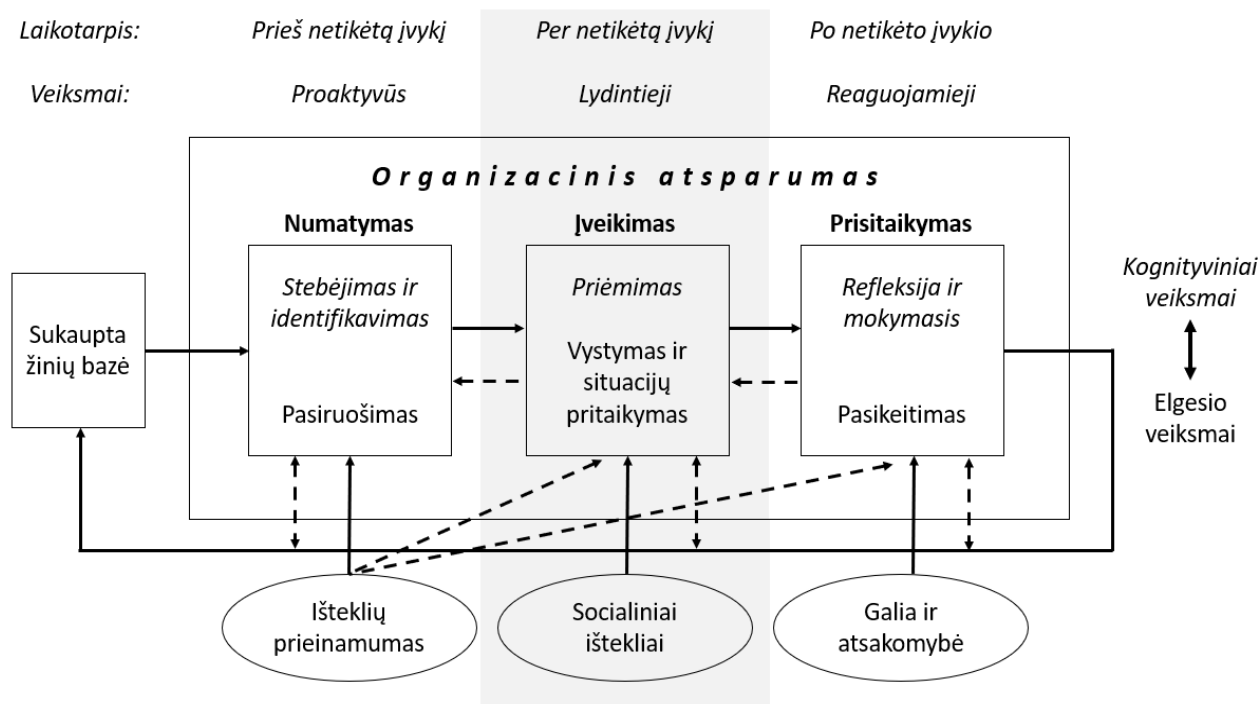 Laikotarpis: Prieš netikėtą įvykį Per netikėtą įvykį Po netikėto įvykio
Veiksmai: Proaktyvūs Lydintieji Reaguojamieji
Organizacinis atsparumas
Numatymas Įveikimas Prisitaikymas
Sukaupta
žinių bazė
Stebėjimas ir
identifikavimas
Pasiruošimas
Priėmimas
Vystymas ir
situacijų
pritaikymas
Refleksija ir
mokymasis
Pasikeitimas
Kognityviniai
veiksmai
Elgesio
veiksmai
Išteklių
prieinamumas
Socialiniai
ištekliai
Galia ir
atsakomybė